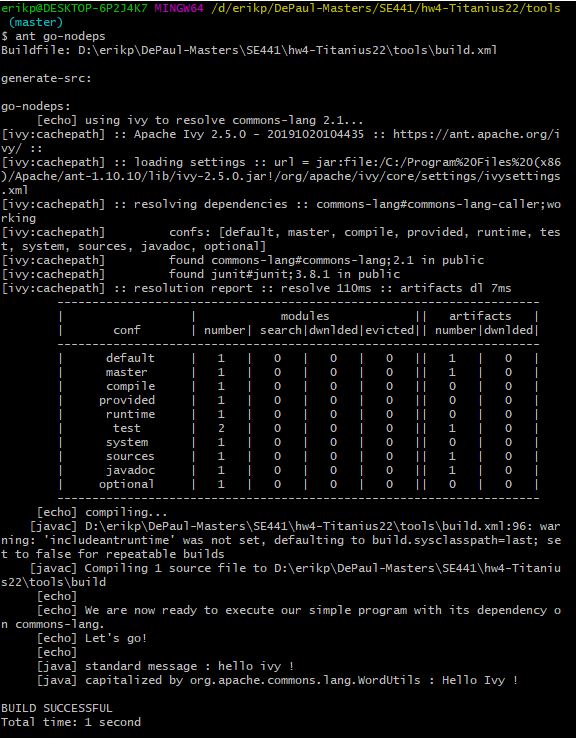 erikp@DESKTOP-6P2J4K7 MINGW64 /d/erikp/DePaul-Masters/SE441/hw4-Titanius22/tools
 (master)
$ ant go-nodeps
Buildfile: D:\erikp\DePaul-Masters\SE441\hw4-Titanius22\tools\build.xml

generate-src:

go-nodeps:
     [echo] using ivy to resolve commons-lang 2.1...
[ivy:cachepath] :: Apache Ivy 2.5.0 - 20191020104435 :: https://ant.apache.org/i
vy/ ::
[ivy:cachepath] :: loading settings :: url = jar:file:/C:/Program%20Files%20(x86
)/Apache/ant-1.10.10/lib/ivy-2.5.0.jar!/org/apache/ivy/core/settings/ivysettings
.xml
[ivy:cachepath] :: resolving dependencies :: commons-lang#commons-lang-caller;wo
rking
[ivy:cachepath]         confs: [default, master, compile, provided, runtime, tes
t, system, sources, javadoc, optional]
[ivy:cachepath]         found commons-lang#commons-lang;2.1 in public
[ivy:cachepath]         found junit#junit;3.8.1 in public
[ivy:cachepath] :: resolution report :: resolve 110ms :: artifacts dl 7ms
        ---------------------------------------------------------------------
        |                  |            modules            ||   artifacts   |
        |       conf       | number| search|dwnlded|evicted|| number|dwnlded|
        ---------------------------------------------------------------------
        |      default     |   1   |   0   |   0   |   0   ||   1   |   0   |
        |      master      |   1   |   0   |   0   |   0   ||   1   |   0   |
        |      compile     |   1   |   0   |   0   |   0   ||   0   |   0   |
        |     provided     |   1   |   0   |   0   |   0   ||   0   |   0   |
        |      runtime     |   1   |   0   |   0   |   0   ||   0   |   0   |
        |       test       |   2   |   0   |   0   |   0   ||   1   |   0   |
        |      system      |   1   |   0   |   0   |   0   ||   0   |   0   |
        |      sources     |   1   |   0   |   0   |   0   ||   1   |   0   |
        |      javadoc     |   1   |   0   |   0   |   0   ||   1   |   0   |
        |     optional     |   1   |   0   |   0   |   0   ||   0   |   0   |
        ---------------------------------------------------------------------
     [echo] compiling...
    [javac] D:\erikp\DePaul-Masters\SE441\hw4-Titanius22\tools\build.xml:96: war
ning: 'includeantruntime' was not set, defaulting to build.sysclasspath=last; se
t to false for repeatable builds
    [javac] Compiling 1 source file to D:\erikp\DePaul-Masters\SE441\hw4-Titaniu
s22\tools\build
     [echo]
     [echo] We are now ready to execute our simple program with its dependency o
n commons-lang.
     [echo] Let's go!
     [echo]
     [java] standard message : hello ivy !
     [java] capitalized by org.apache.commons.lang.WordUtils : Hello Ivy !

BUILD SUCCESSFUL
Total time: 1 second